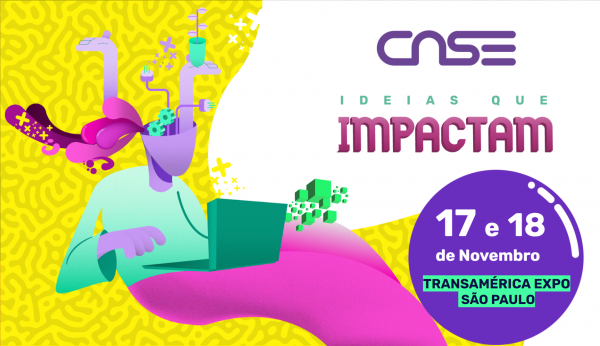 CASE
IDEIAS QUE
IMPACTAM
17 e 18
de Novembro
TRANSAMÉRICA EXPO
SÃO PAULO